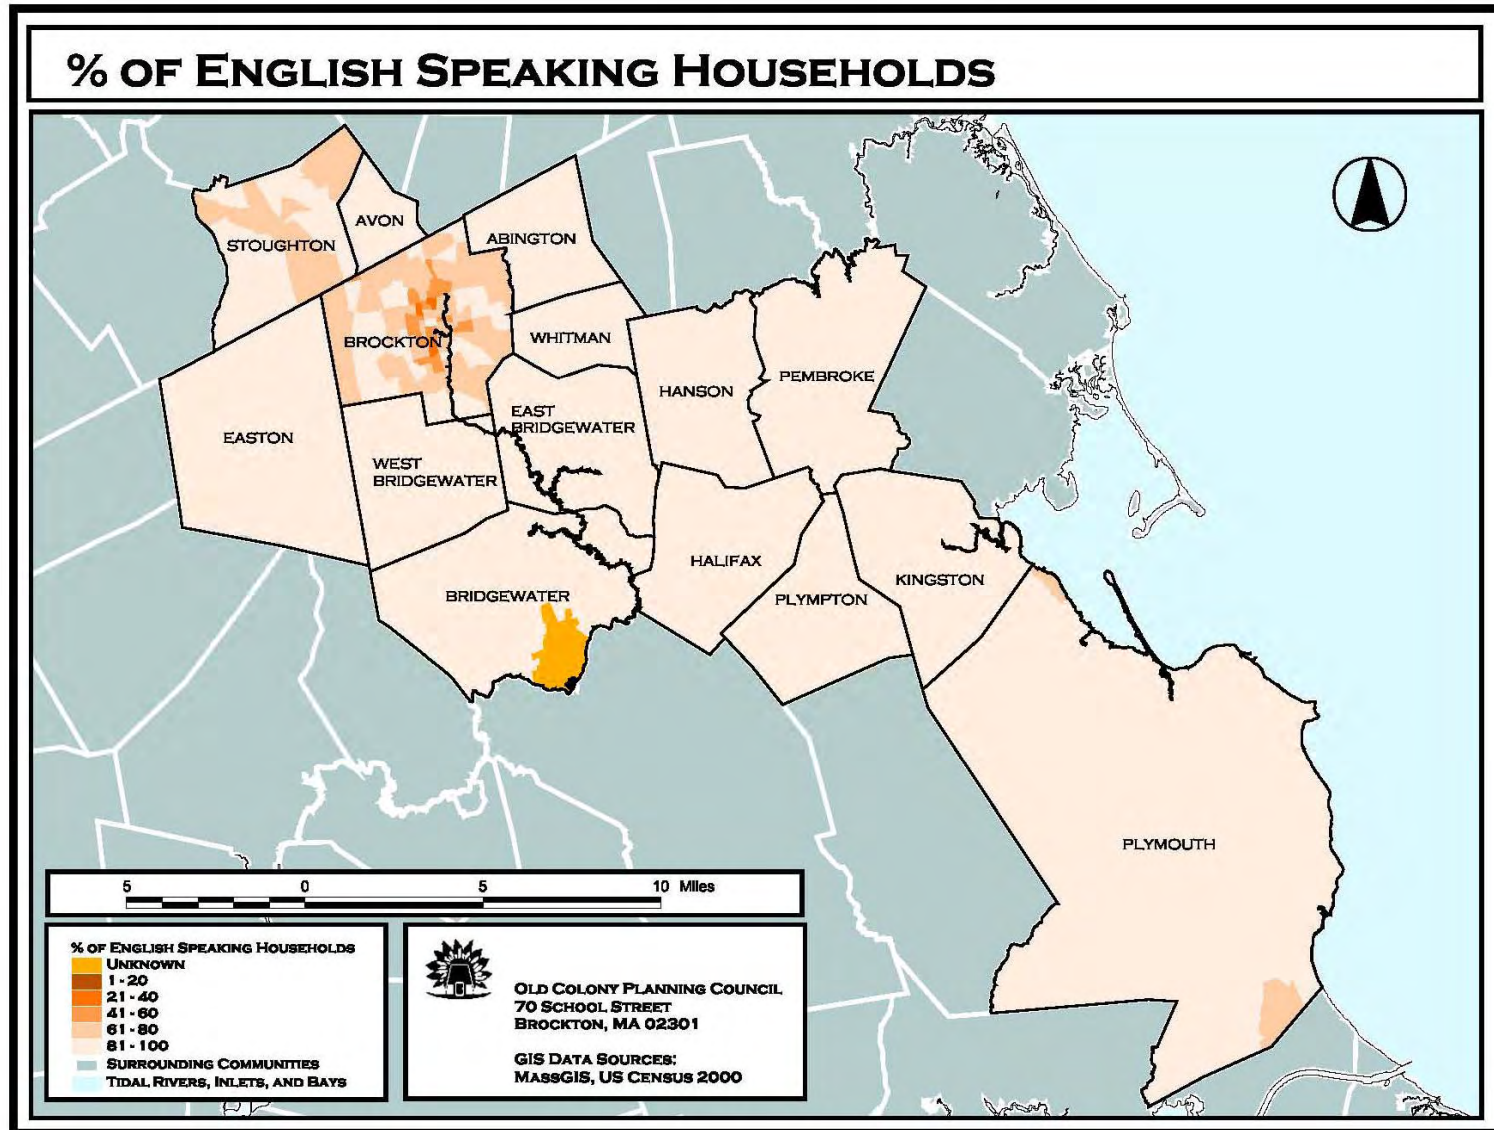 % OF ENGLISH SPEAKING HOUSEHOLDS
AVON
STOUGHTON
ABINGTON
BROCKTON
WHITMAN
HANSON
PEMBROKE
EAST
BRIDGEWATER
EASTON
WEST
BRIDGEWATER
HALIFAX
KINGSTON
BRIDGEWATER
PLYMPTON
PLYMOUTH
5 0 5 10 Miles
% OF ENGLISH SPEAKING HOUSEHOLDS
UNKNOWN
1 - 20
21 - 40
41 - 60
61 - 80
81 - 100
SURROUNDING COMMUNITIES
TIDAL RIVERS, INLETS, AND BAYS
OLD COLONY PLANNING COUNCIL
70 SCHOOL STREET
BROCKTON, MA 02301
GIS DATA SOURCES:
MASSGIS, US CENSUS 2000